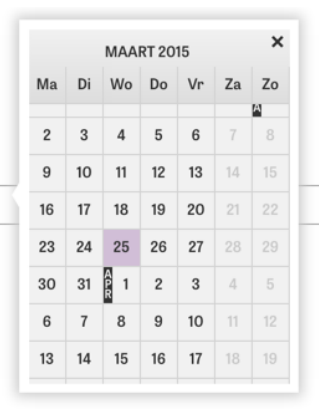 MAART 2015 ×
Ma Di Wo Do Vr Za Zo
2 3 4 5 6 7 8
9 10 11 12 13 14 15
16 17 18 19 20 21 22
23 24 25 26 27 28 29
30 31 APR 1 2 3 4 5
6 7 8 9 10 11 12
13 14 15 16 17 18 19